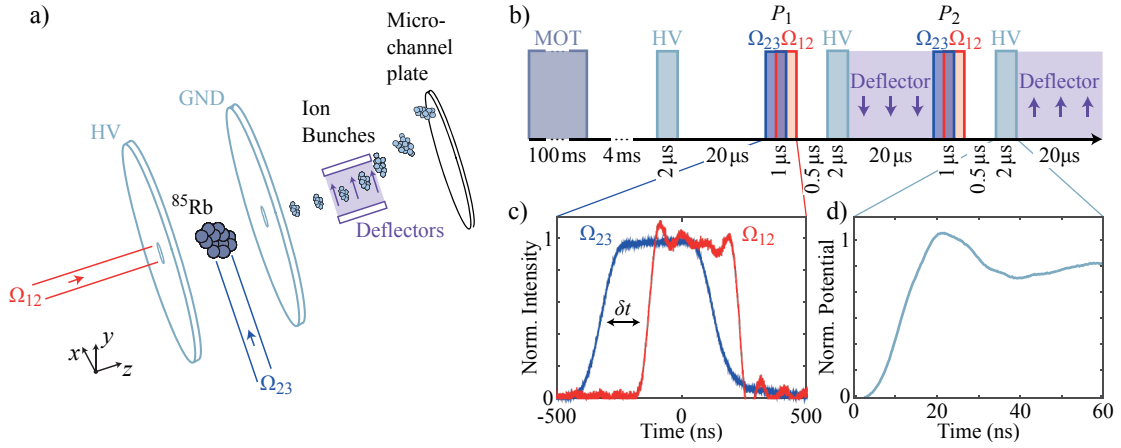 a)
Micro-
channel
plate
GND
Ion
Bunches
HV
⁸⁵Rb
Deflectors
Ω₁₂
Ω₂₃
x y z
b)
P₁ P₂
MOT HV Ω₂₃ Ω₁₂ HV Ω₂₃ Ω₁₂ HV
Deflector Deflector
100 ms 4 ms 2 μs 20 μs 1 μs 0.5 μs 2 μs 20 μs 1 μs 0.5 μs 2 μs 20 μs
c)
Ω₂₃ Ω₁₂
1
δt
Norm. Intensity
0
-500 0 500
Time (ns)
d)
1
Norm. Potential
0
0 20 40 60
Time (ns)